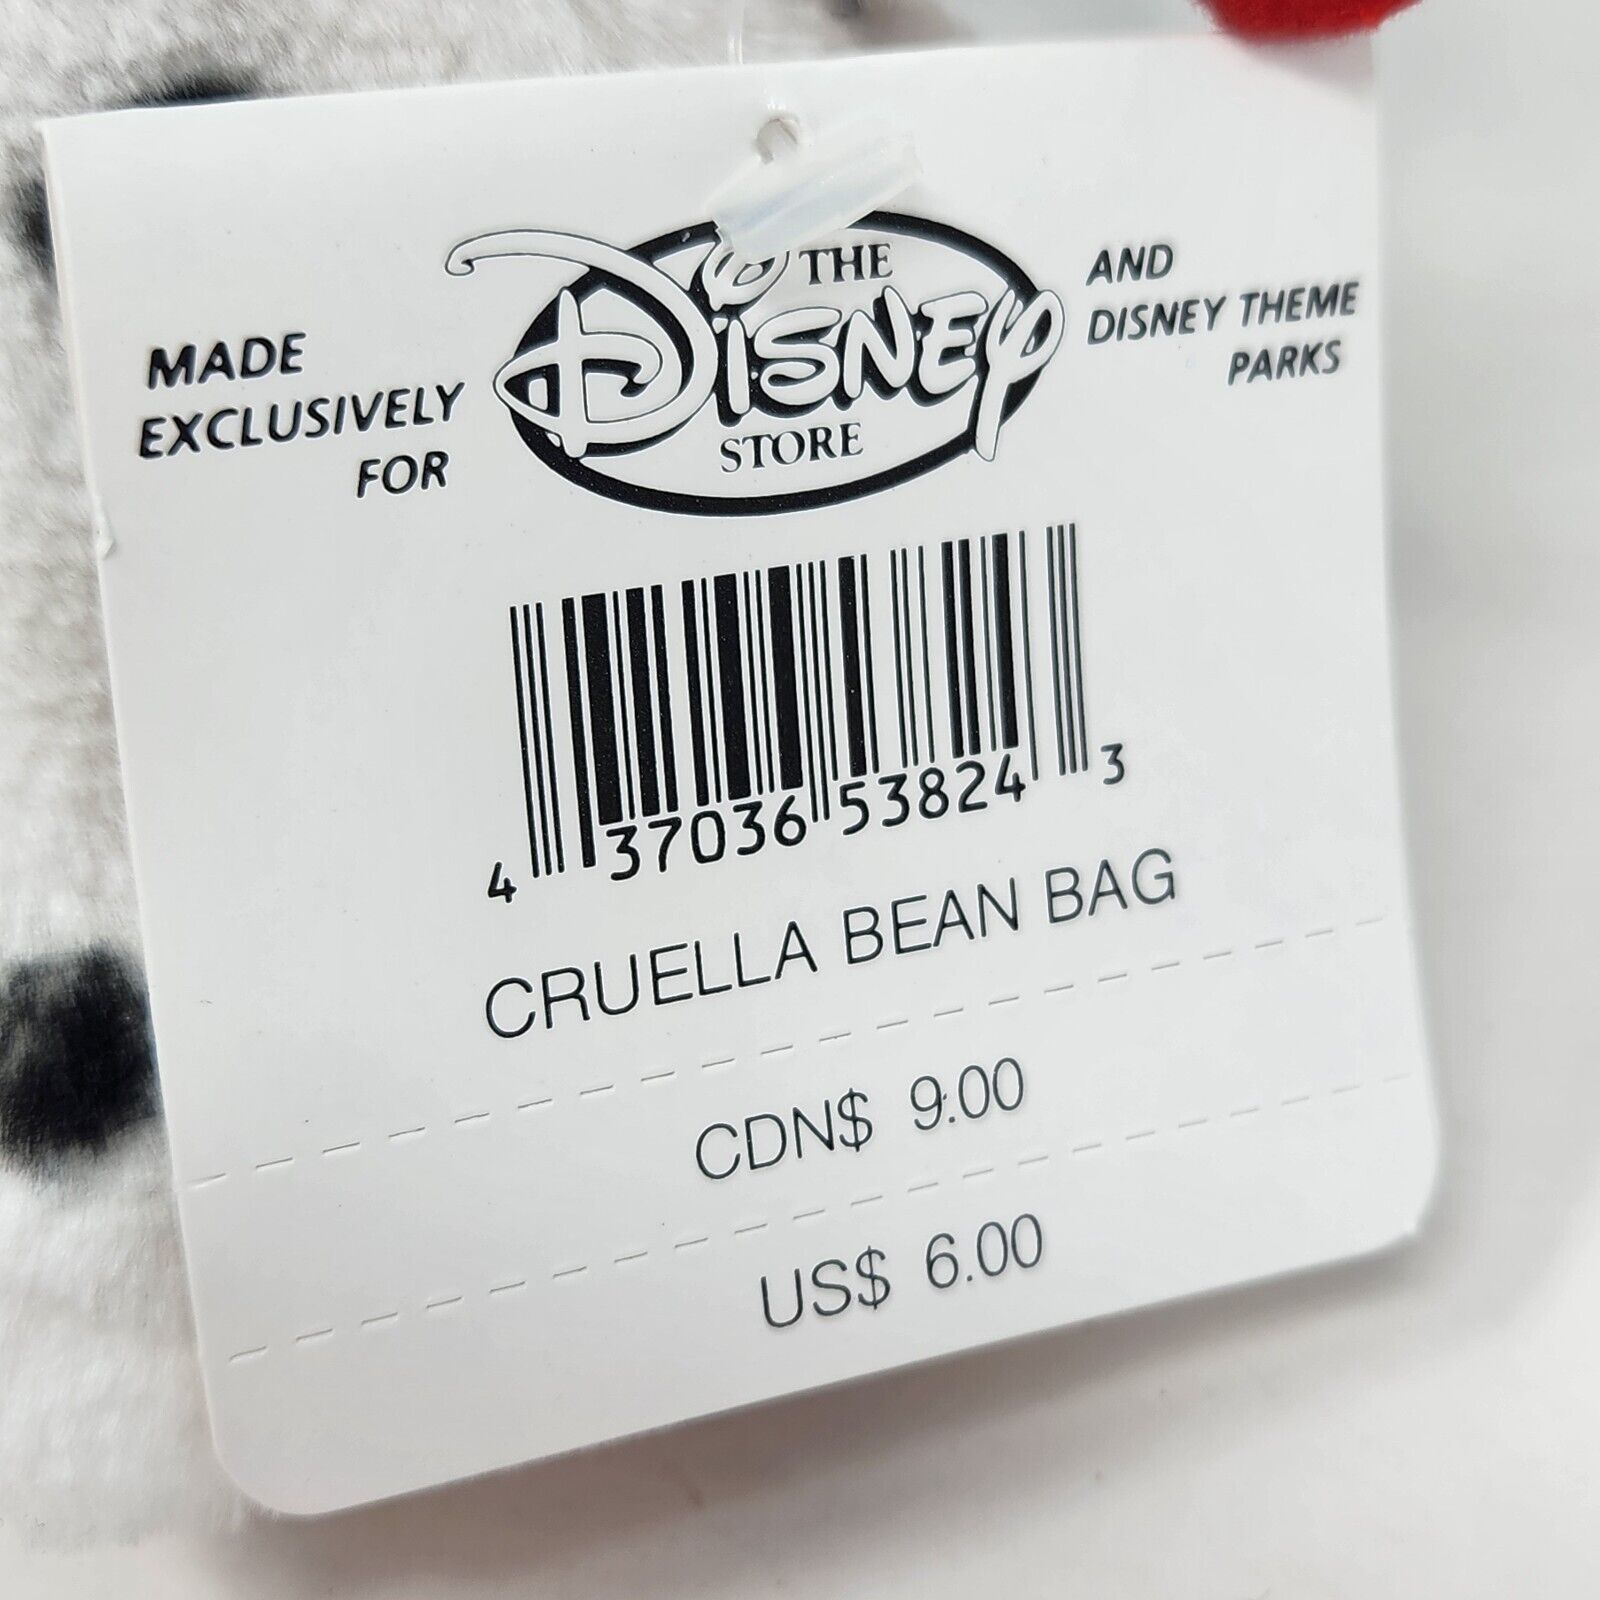 MADE
EXCLUSIVELY
FOR
THE
DISNEY
STORE
AND
DISNEY THEME
PARKS
4 37036 53824 3
CRUELLA BEAN BAG
CDN$ 9.00
US$ 6.00